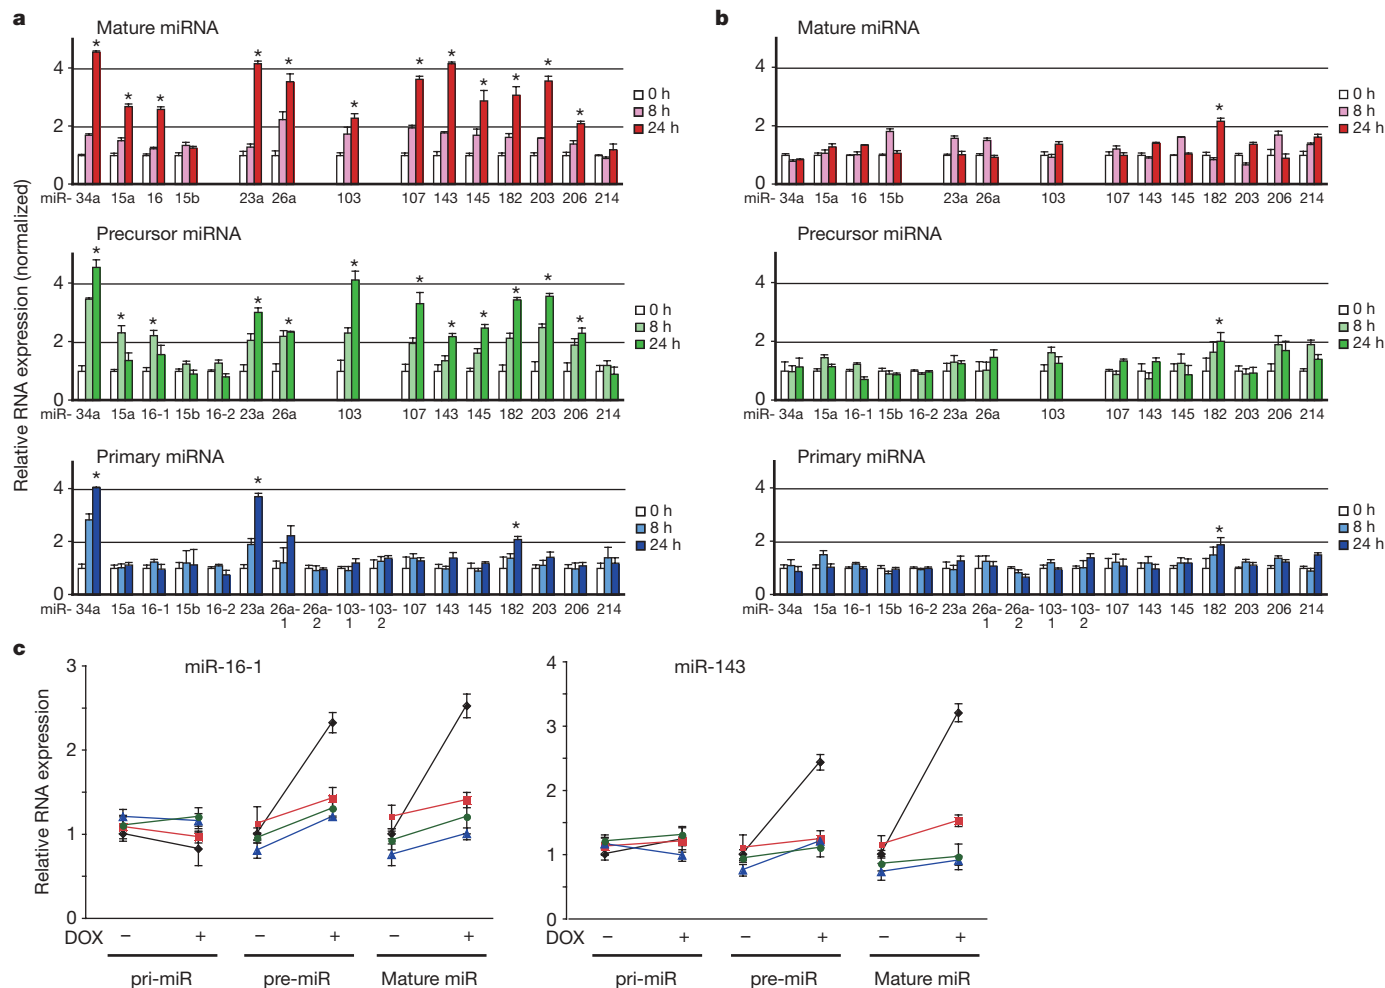 a
Mature miRNA
4
2
0
0 h
8 h
24 h
miR- 34a 15a 16 15b 23a 26a 103 107 143 145 182 203 206 214
* * * * * * * * * * * *
Precursor miRNA
4
2
0
0 h
8 h
24 h
miR- 34a 15a 16-1 15b 16-2 23a 26a 103 107 143 145 182 203 206 214
* * * * * * * * * * * *
Primary miRNA
4
2
0
0 h
8 h
24 h
miR- 34a 15a 16-1 15b 16-2 23a 26a-1 26a-2 103-1 103-2 107 143 145 182 203 206 214
* * *
Relative RNA expression (normalized)
b
Mature miRNA
4
2
0
0 h
8 h
24 h
miR- 34a 15a 16 15b 23a 26a 103 107 143 145 182 203 206 214
*
Precursor miRNA
4
2
0
0 h
8 h
24 h
miR- 34a 15a 16-1 15b 16-2 23a 26a 103 107 143 145 182 203 206 214
*
Primary miRNA
4
2
0
0 h
8 h
24 h
miR- 34a 15a 16-1 15b 16-2 23a 26a-1 26a-2 103-1 103-2 107 143 145 182 203 206 214
*
c
miR-16-1
Relative RNA expression
3
2
1
0
DOX − + − + − +
pri-miR pre-miR Mature miR
miR-143
4
3
2
1
0
− + − + − +
pri-miR pre-miR Mature miR